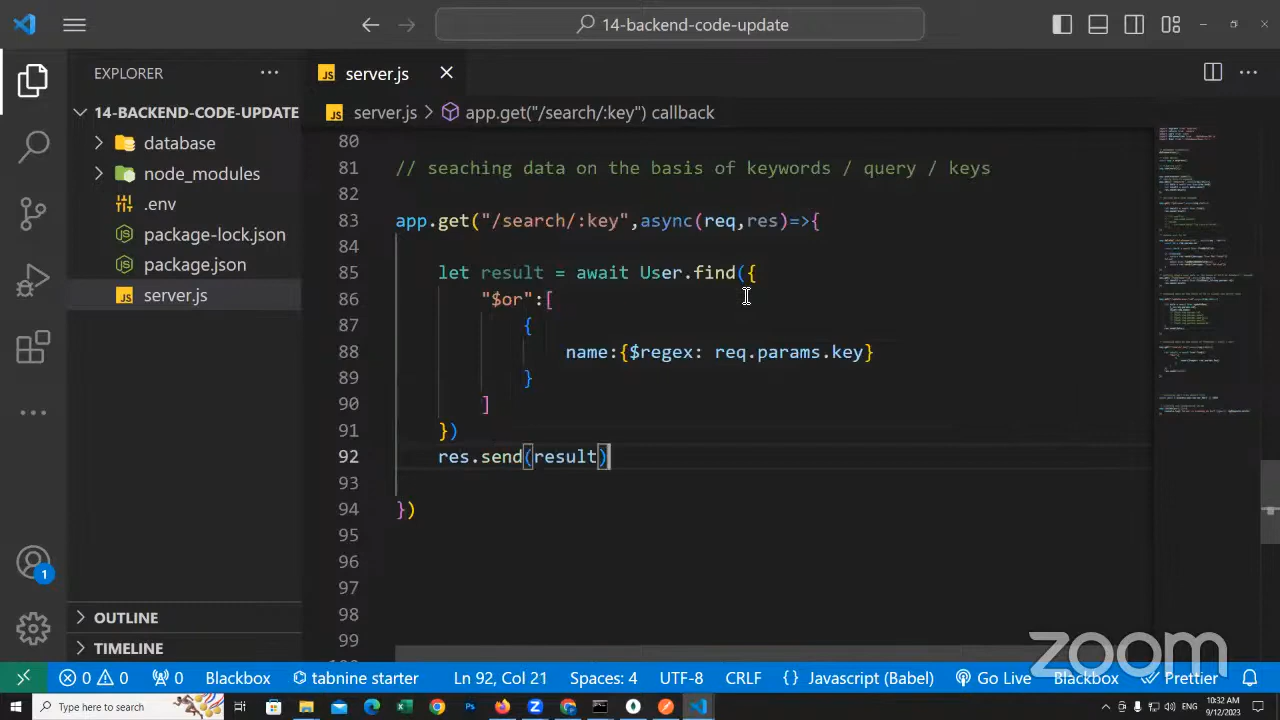 14-backend-code-update
EXPLORER
server.js
14-BACKEND-CODE-UPDATE
server.js
app.get("/search/:key") callback
database
node_modules
.env
package-lock.json
package.json
server.js
80
81
// seacing data on the basis o keywords / query / keys
82
83
app.get search/ key" sync(req res)=>{
84
85
let sult = await ser.find({
86
"$or":[
87
{
88
name:{$regex: req.params.key}
89
}
90
]
91
})
92
res.send(result)
93
94
})
95
96
97
98
99
OUTLINE
TIMELINE
zoom
1
0 0 0 Blackbox tabnine starter Ln 92, Col 21 Spaces: 4 UTF-8 CRLF {} Javascript (Babel) Go Live Blackbox Prettier
Type here to search
ENG
10:32 AM
9/12/2023